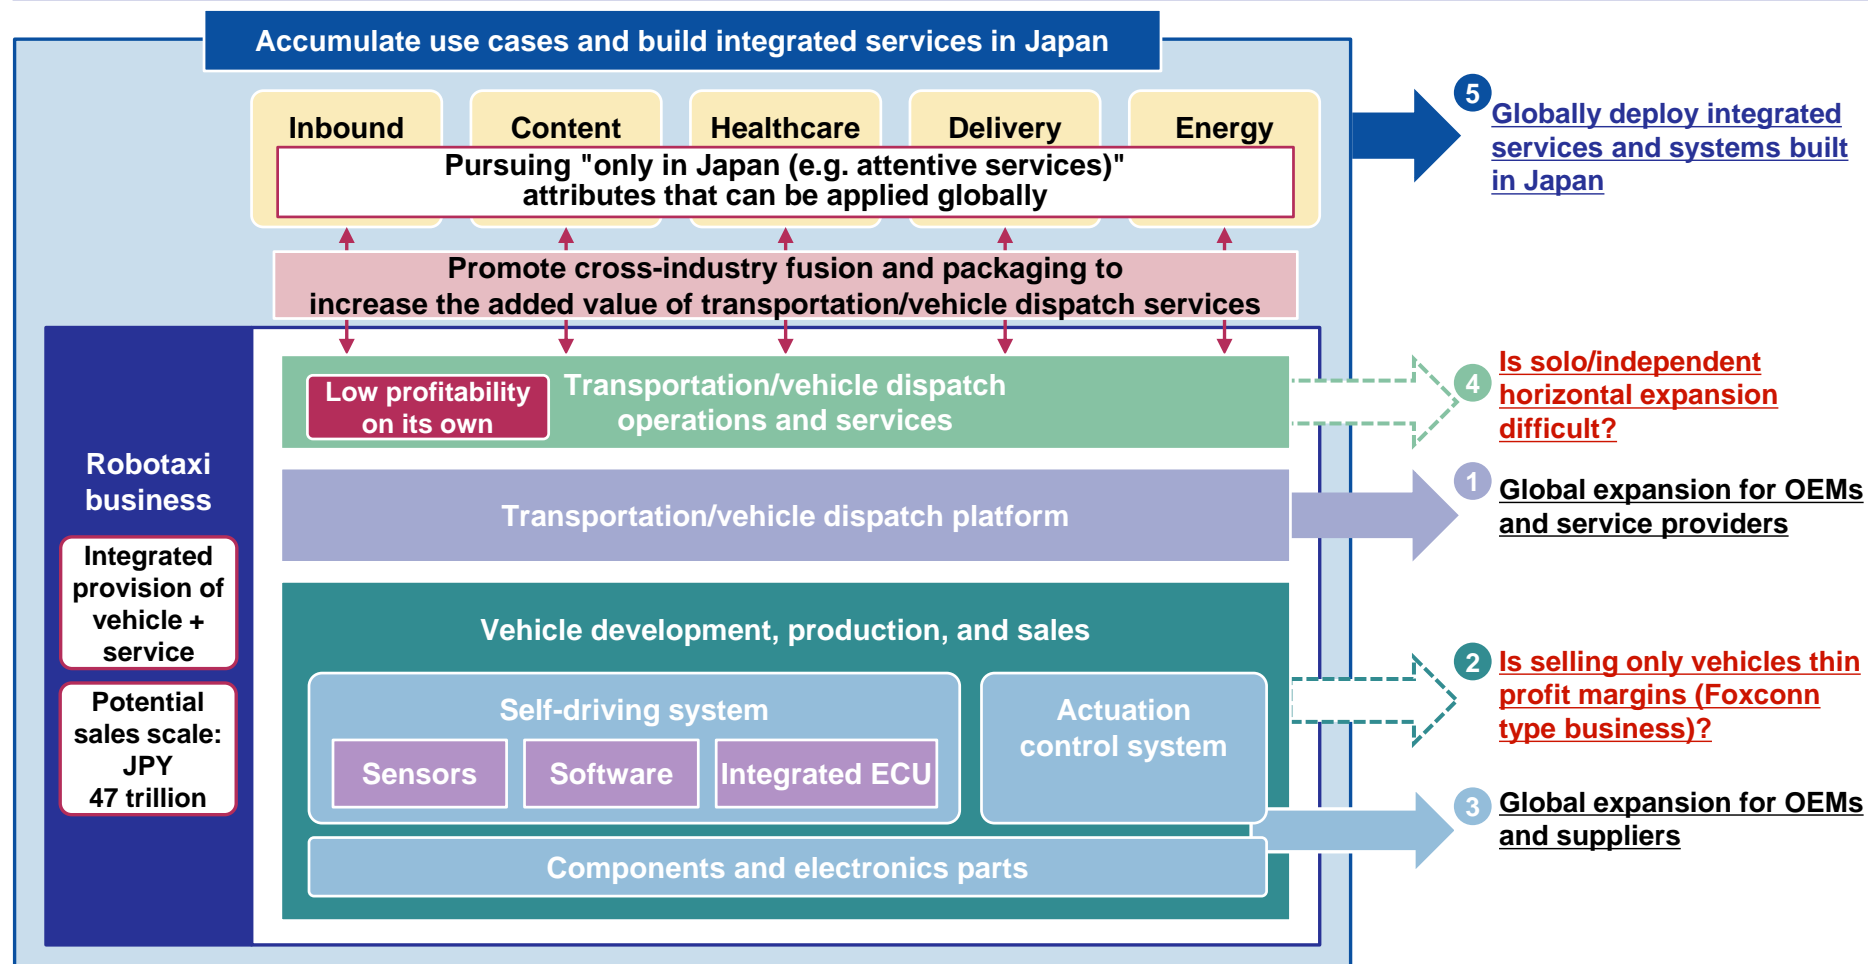 Accumulate use cases and build integrated services in Japan
Inbound
Content
Healthcare
Delivery
Energy
Pursuing "only in Japan (e.g. attentive services)"
attributes that can be applied globally
Promote cross-industry fusion and packaging to
increase the added value of transportation/vehicle dispatch services
5
Globally deploy integrated
services and systems built
in Japan
Robotaxi
business
Integrated
provision of
vehicle +
service
Potential
sales scale:
JPY
47 trillion
Low profitability
on its own
Transportation/vehicle dispatch
operations and services
4
Is solo/independent
horizontal expansion
difficult?
Transportation/vehicle dispatch platform
1
Global expansion for OEMs
and service providers
Vehicle development, production, and sales
Self-driving system
Sensors
Software
Integrated ECU
Actuation
control system
Components and electronics parts
2
Is selling only vehicles thin
profit margins (Foxconn
type business)?
3
Global expansion for OEMs
and suppliers